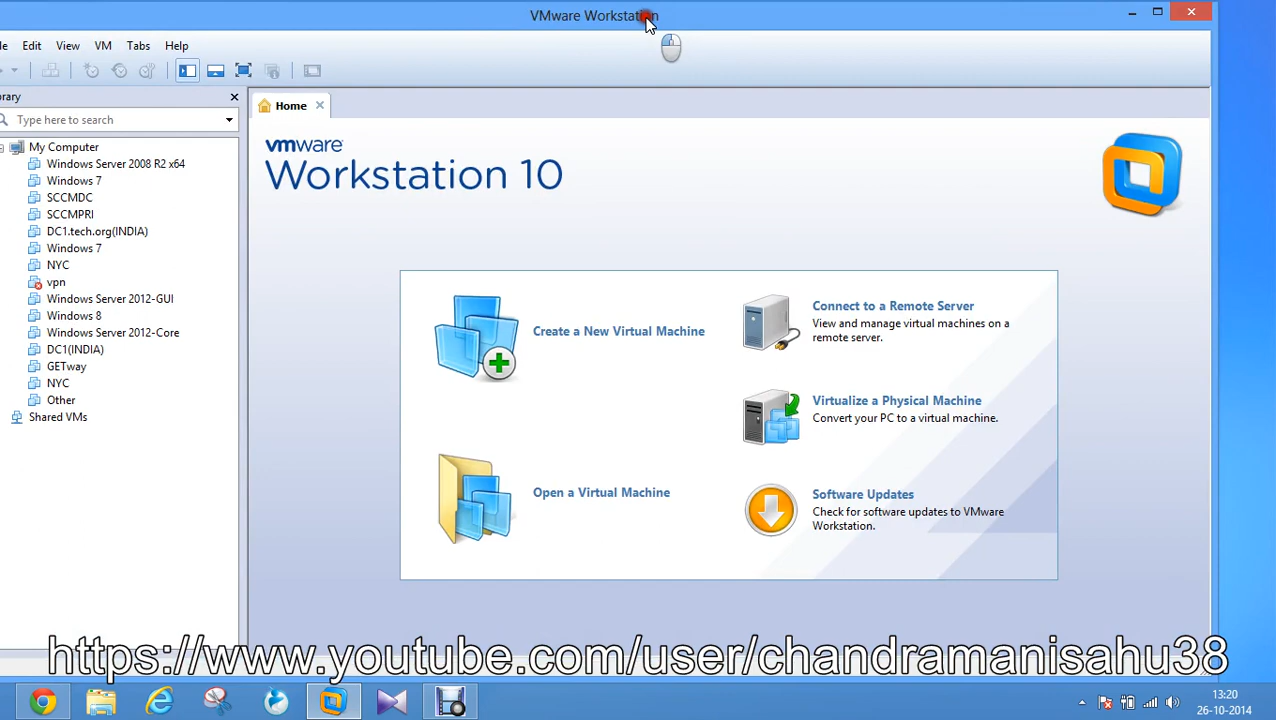 VMware Workstation
le Edit View VM Tabs Help
brary
Home
Type here to search
My Computer
Windows Server 2008 R2 x64
Windows 7
SCCMDC
SCCMPRI
DC1.tech.org(INDIA)
Windows 7
NYC
vpn
Windows Server 2012-GUI
Windows 8
Windows Server 2012-Core
DC1(INDIA)
GETway
NYC
Other
Shared VMs
vmware
Workstation 10
Create a New Virtual Machine
Open a Virtual Machine
Connect to a Remote Server
View and manage virtual machines on a
remote server.
Virtualize a Physical Machine
Convert your PC to a virtual machine.
Software Updates
Check for software updates to VMware
Workstation.
https://www.youtube.com/user/chandramanisahu38
13:20
26-10-2014